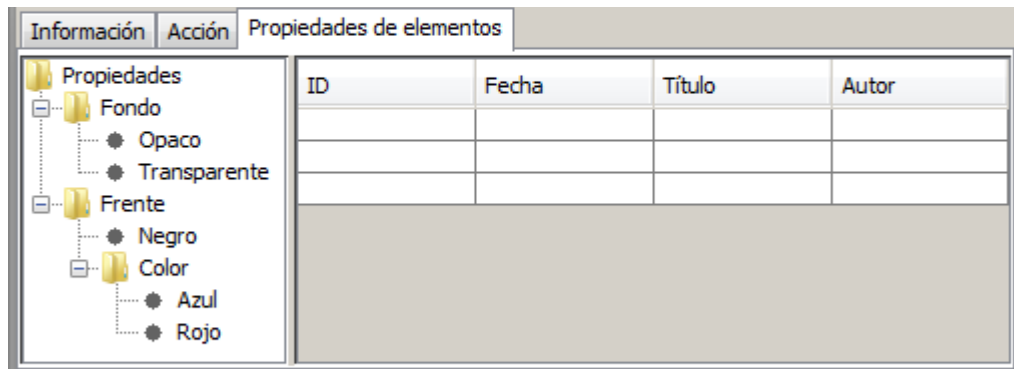 Información Acción Propiedades de elementos
Propiedades
Fondo
Opaco
Transparente
Frente
Negro
Color
Azul
Rojo
ID Fecha Título Autor